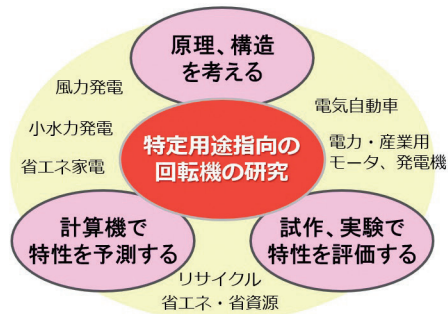 原理、構造
を考える
風力発電
小水力発電
省エネ家電
電気自動車
電力・産業用
モータ、発電機
特定用途指向の
回転機の研究
計算機で
特性を予測する
試作、実験で
特性を評価する
リサイクル
省エネ・省資源